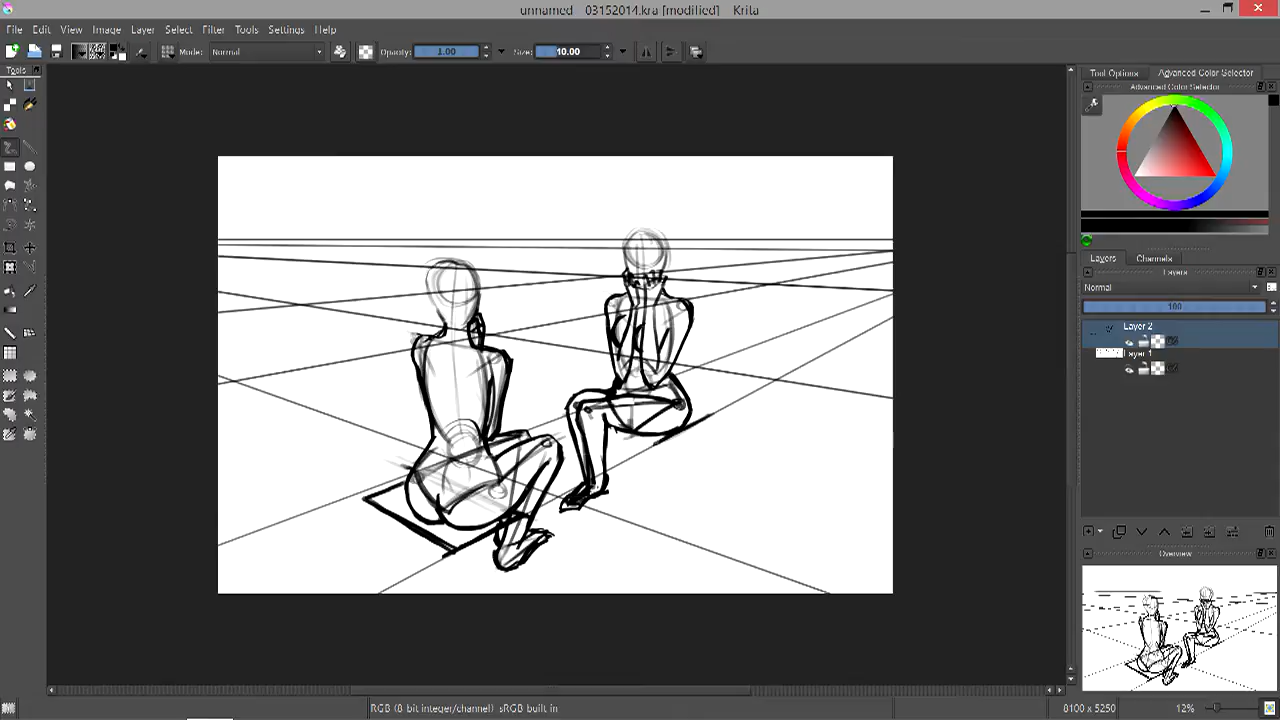 unnamed 03152014.kra [modified] Krita
File Edit View Image Layer Select Filter Tools Settings Help
Mode: Normal Opacity: 1.00 Size: 10.00
Tools
Tool Options Advanced Color Selector
Advanced Color Selector
Layers Channels
Layers
Normal
100
Layer 2
Layer 1
Overview
RGB (8 bit integer/channel) sRGB built in 8100 x 5250 12%